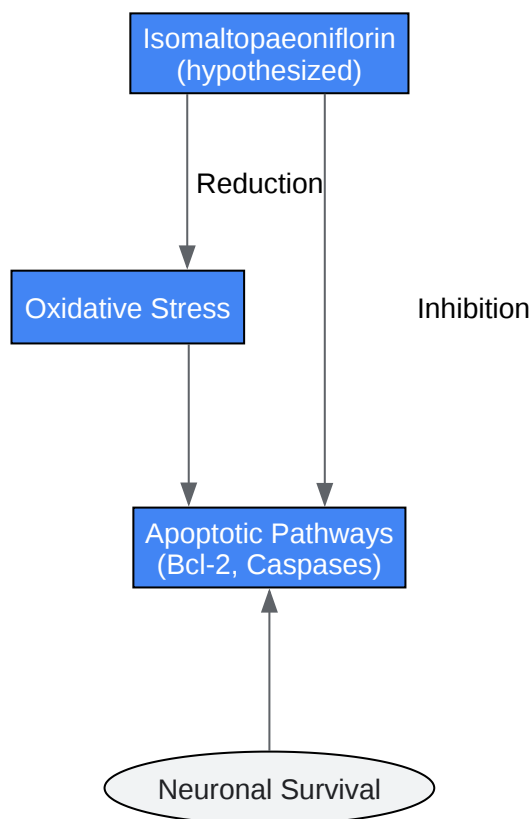 Isomaltopaeoniflorin
(hypothesized)
Reduction
Oxidative Stress
Inhibition
Apoptotic Pathways
(Bcl-2, Caspases)
Neuronal Survival